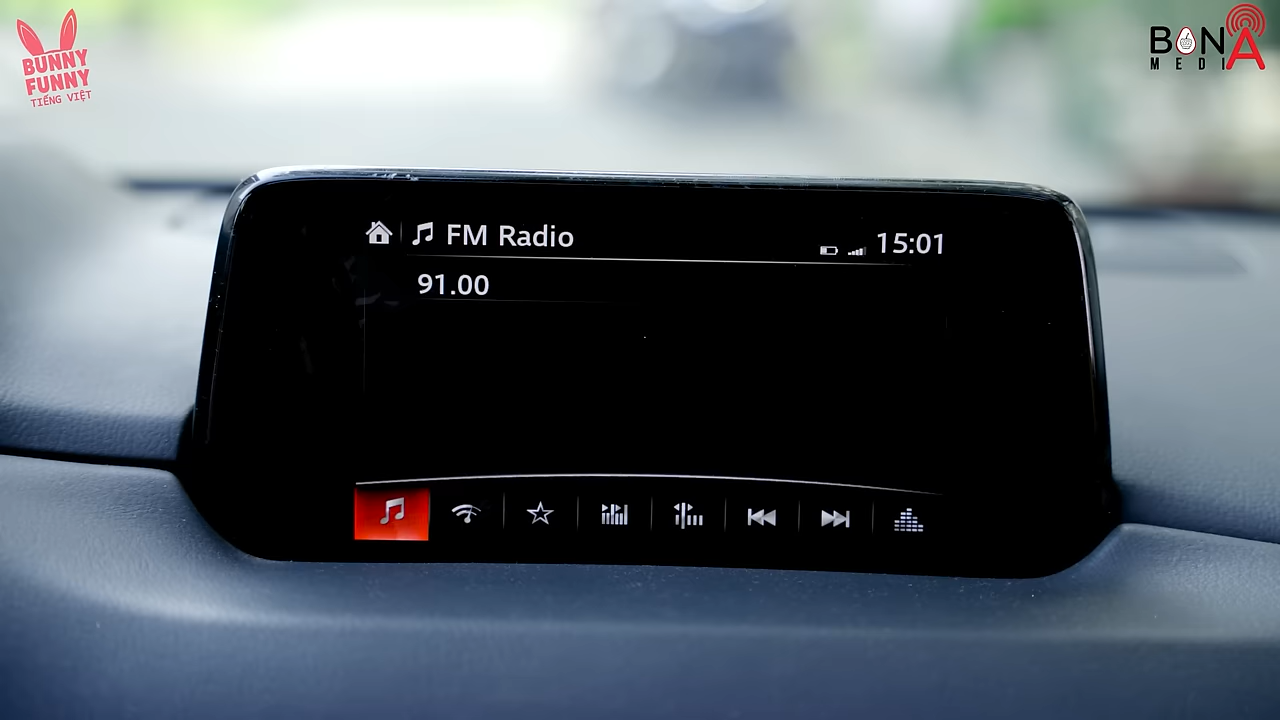 BUNNY
FUNNY
TIẾNG VIỆT
BONA
MEDIA
FM Radio
15:01
91.00